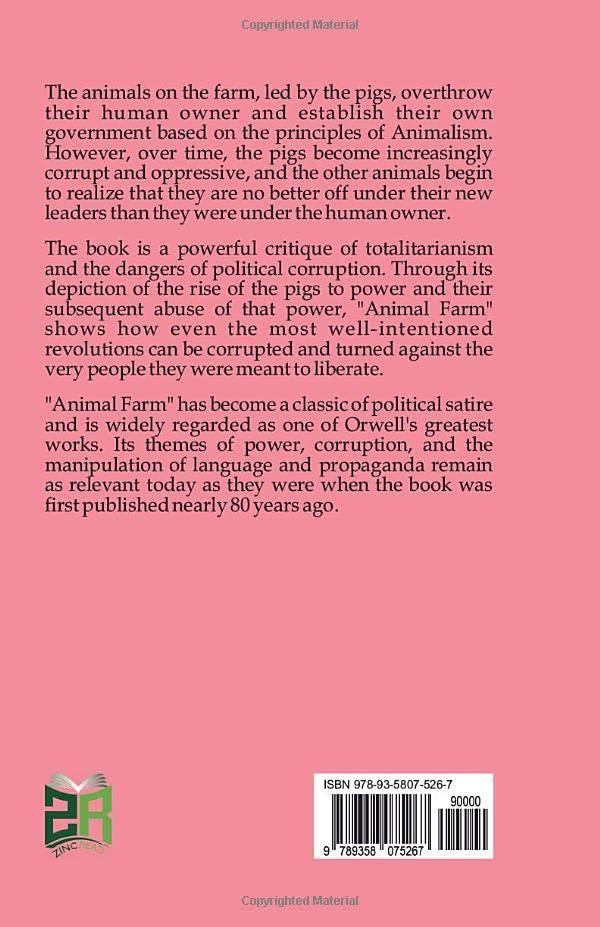 Copyrighted Material
The animals on the farm, led by the pigs, overthrow
their human owner and establish their own
government based on the principles of Animalism.
However, over time, the pigs become increasingly
corrupt and oppressive, and the other animals begin
to realize that they are no better off under their new
leaders than they were under the human owner.
The book is a powerful critique of totalitarianism
and the dangers of political corruption. Through its
depiction of the rise of the pigs to power and their
subsequent abuse of that power, "Animal Farm"
shows how even the most well-intentioned
revolutions can be corrupted and turned against the
very people they were meant to liberate.
"Animal Farm" has become a classic of political satire
and is widely regarded as one of Orwell's greatest
works. Its themes of power, corruption, and the
manipulation of language and propaganda remain
as relevant today as they were when the book was
first published nearly 80 years ago.
ZR
ZINCREAD
ISBN 978-93-5807-526-7
90000
9 789358 075267
Copyrighted Material